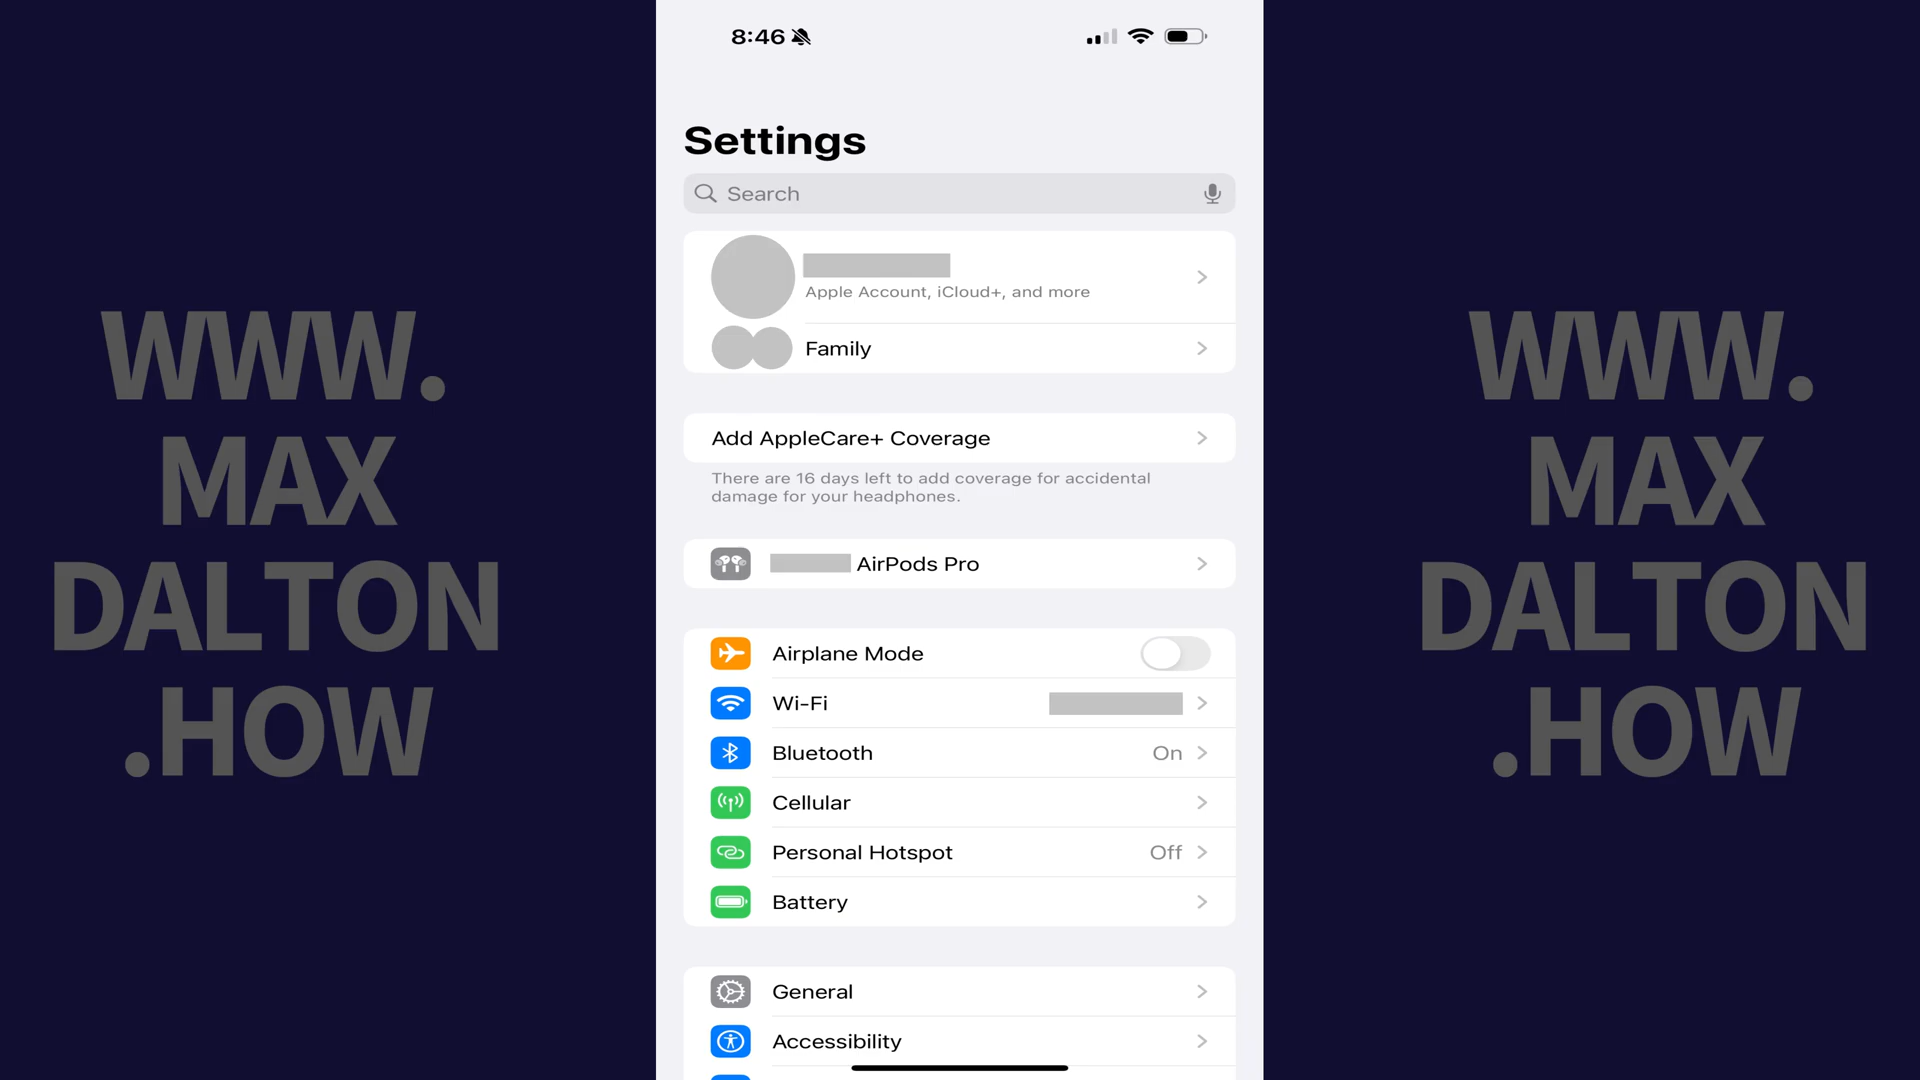 8:46
Settings
Search
Apple Account, iCloud+, and more
Family
Add AppleCare+ Coverage
There are 16 days left to add coverage for accidental
damage for your headphones.
AirPods Pro
Airplane Mode
Wi-Fi
Bluetooth On
Cellular
Personal Hotspot Off
Battery
General
Accessibility
WWW.
MAX
DALTON
.HOW
WWW.
MAX
DALTON
.HOW